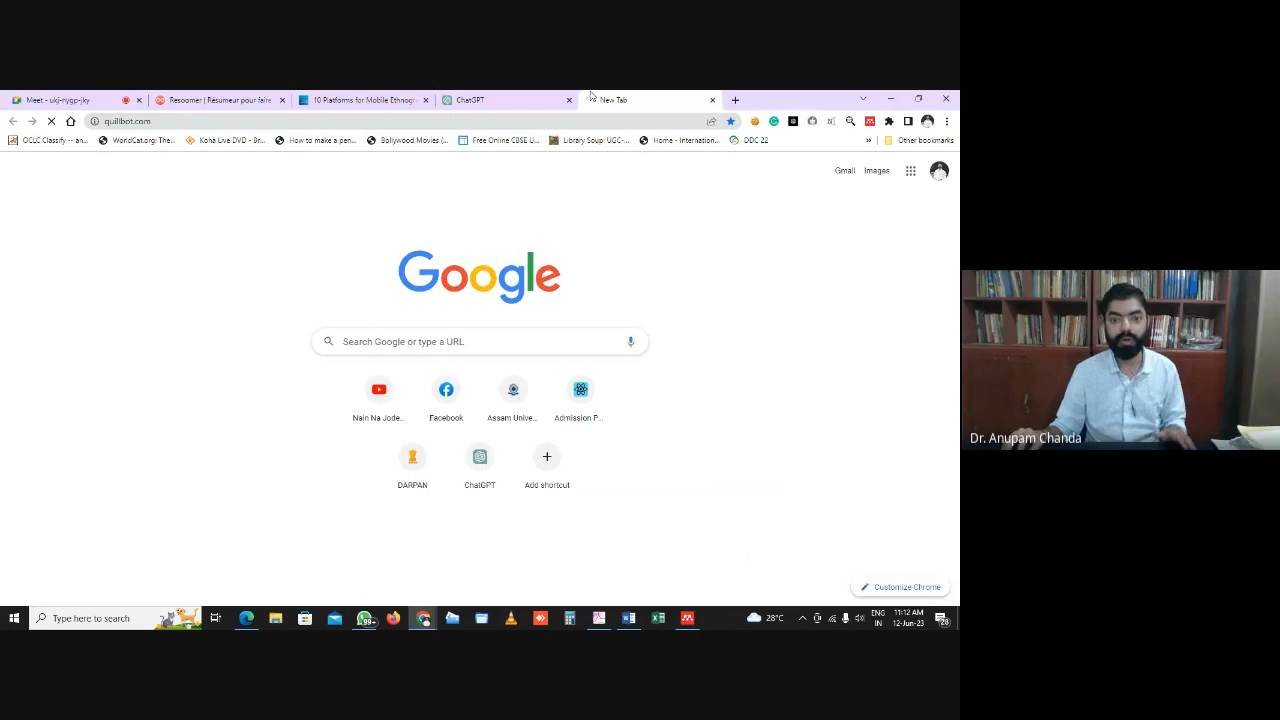 Meet - ukj-nygp-jky
Resoomer | Résumeur pour faire
10 Platforms for Mobile Ethnogr
ChatGPT
New Tab
quillbot.com
OCLC Classify -- an...
WorldCat.org: The...
Koha Live DVD - Br...
How to make a pen...
Bollywood Movies (...
Free Online CBSE U...
Library Soup: UGC-...
Home - Internation...
DDC 22
»
Other bookmarks
Gmail
Images
Google
Search Google or type a URL
Nain Na Jode...
Facebook
Assam Unive...
Admission P...
DARPAN
ChatGPT
Add shortcut
Customize Chrome
Dr. Anupam Chanda
Type here to search
99+
28°C
ENG
IN
11:12 AM
12-Jun-23
28